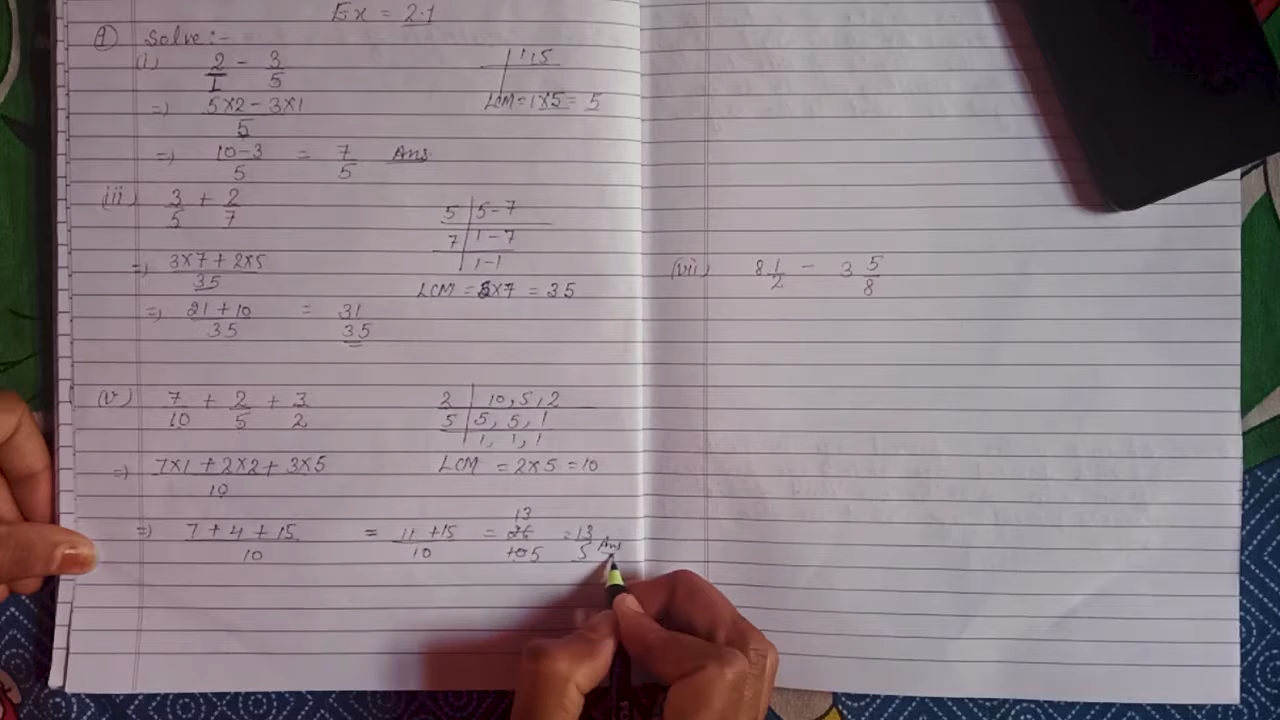 Ex = 2.1
① Solve:-
(i) 2/1 - 3/5
1,5
=) 5×2 - 3×1 / 5
LCM = 1×5 = 5
=) 10-3 / 5 = 7/5 Ans
(iii) 3/5 + 2/7
5 | 5 - 7
7 | 1 - 7
1 - 1
=) 3×7 + 2×5 / 35
LCM = 5×7 = 35
=) 21 + 10 / 35 = 31/35
(v) 7/10 + 2/5 + 3/2
2 | 10, 5, 2
5 | 5, 5, 1
1, 1, 1
=) 7×1 + 2×2 + 3×5 / 10
LCM = 2×5 = 10
=) 7 + 4 + 15 / 10 = 11 + 15 / 10 = 13 26 / 10 5 = 13/5 Ans
(vii) 8 1/2 - 3 5/8